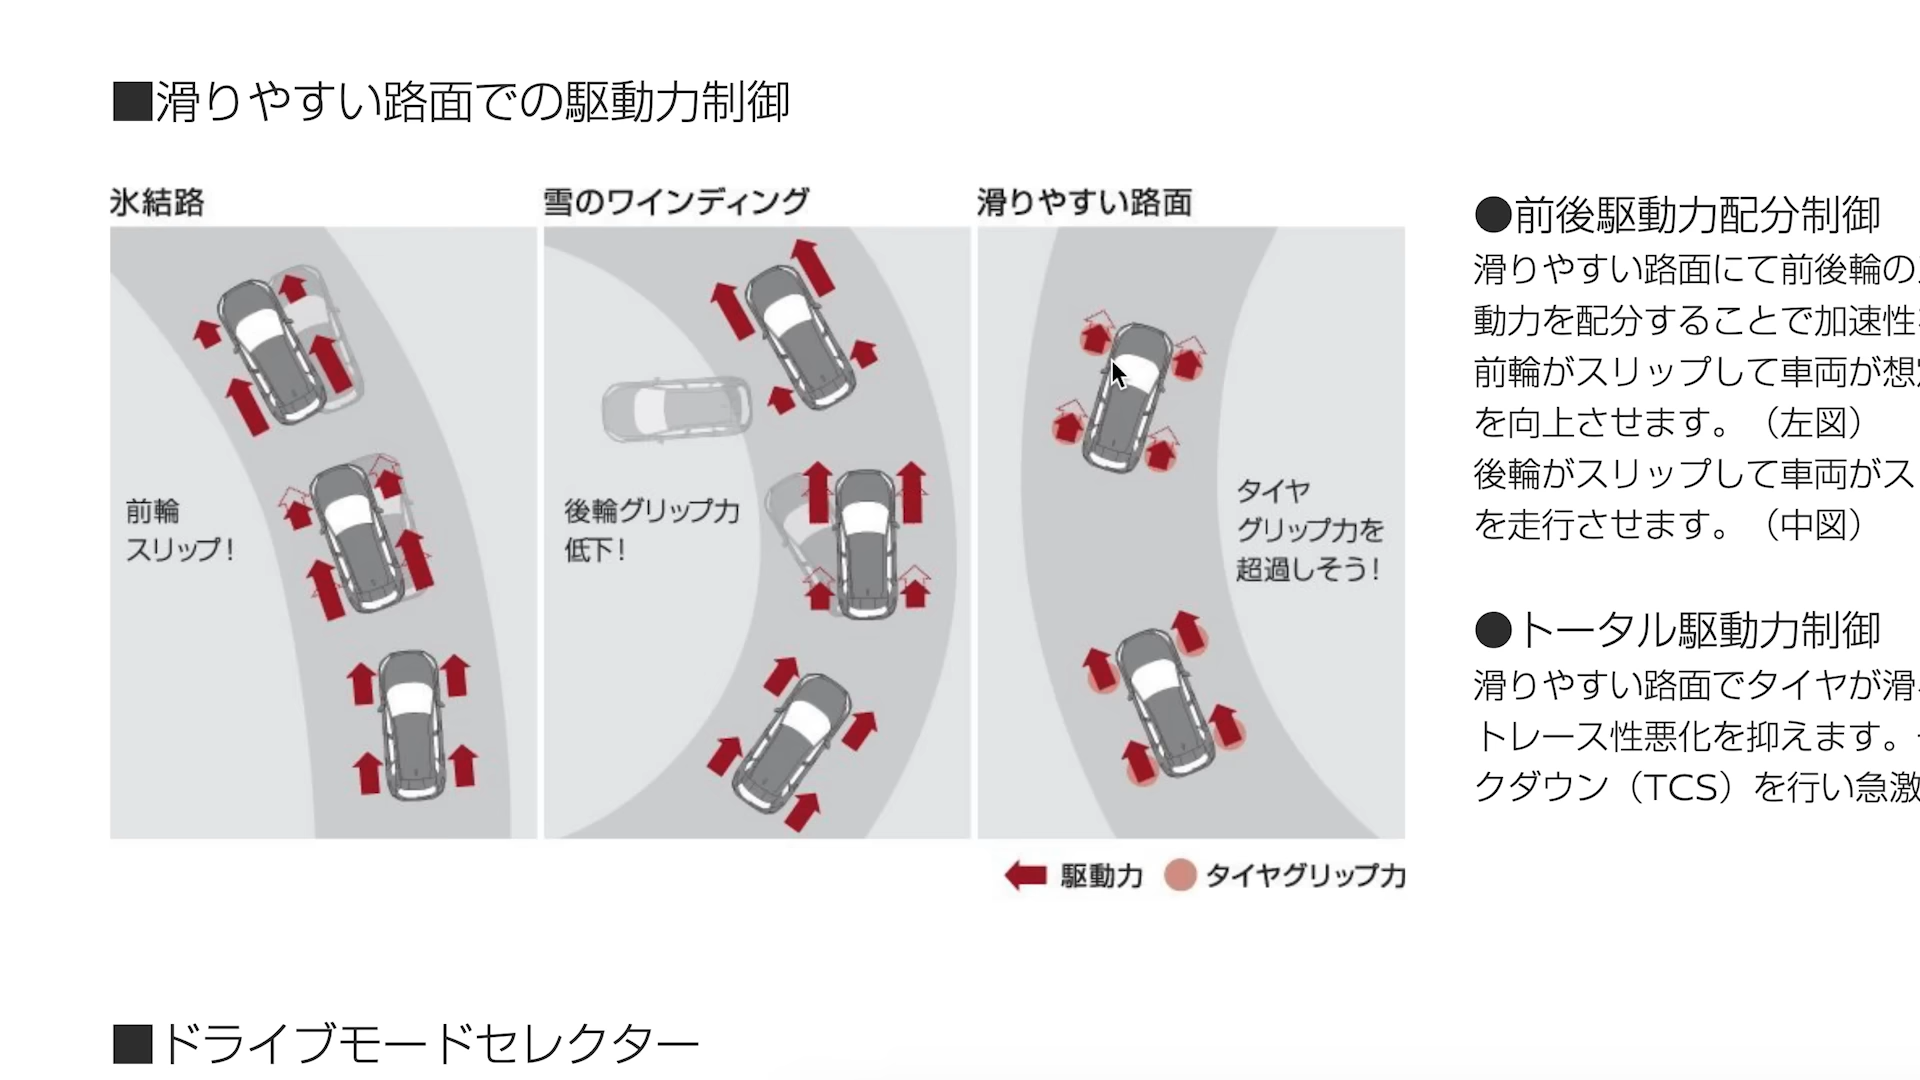 ■滑りやすい路面での駆動力制御
氷結路
雪のワインディング
滑りやすい路面
前輪
スリップ！
後輪グリップ力
低下！
タイヤ
グリップ力を
超過しそう！
駆動力
タイヤグリップ力
●前後駆動力配分制御
滑りやすい路面にて前後輪の
動力を配分することで加速性
前輪がスリップして車両が想
を向上させます。（左図）
後輪がスリップして車両がス
を走行させます。（中図）
●トータル駆動力制御
滑りやすい路面でタイヤが滑
トレース性悪化を抑えます。
クダウン（TCS）を行い急激
■ドライブモードセレクター